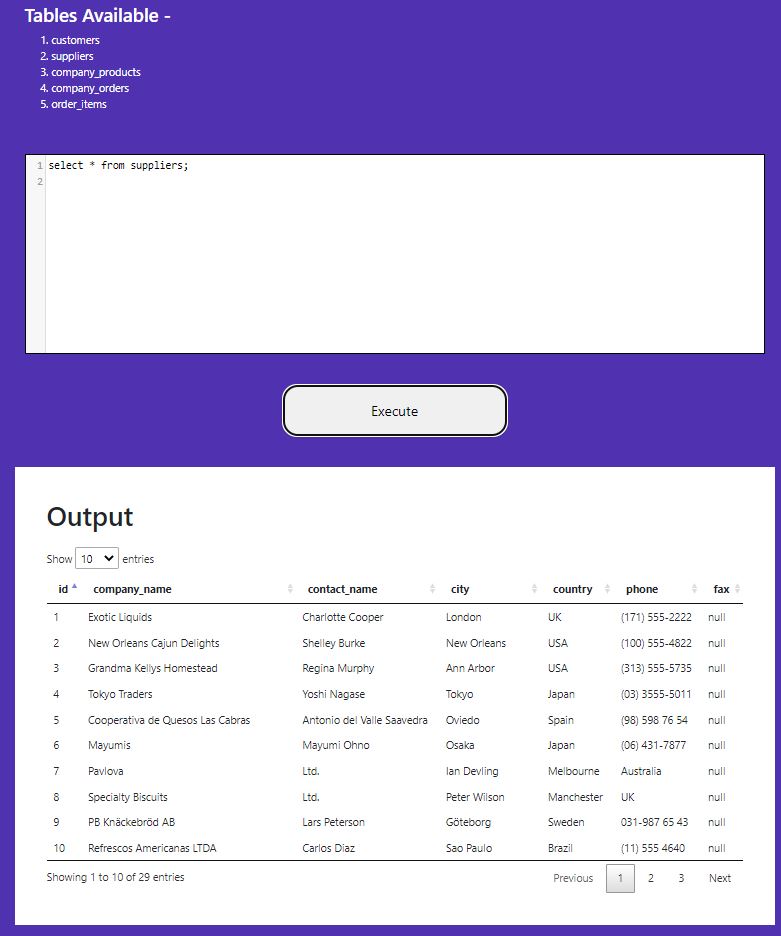 Tables Available -
1. customers
2. suppliers
3. company_products
4. company_orders
5. order_items
1 select * from suppliers;
2
Execute
Output
Show 10 entries
id company_name contact_name city country phone fax
1 Exotic Liquids Charlotte Cooper London UK (171) 555-2222 null
2 New Orleans Cajun Delights Shelley Burke New Orleans USA (100) 555-4822 null
3 Grandma Kellys Homestead Regina Murphy Ann Arbor USA (313) 555-5735 null
4 Tokyo Traders Yoshi Nagase Tokyo Japan (03) 3555-5011 null
5 Cooperativa de Quesos Las Cabras Antonio del Valle Saavedra Oviedo Spain (98) 598 76 54 null
6 Mayumis Mayumi Ohno Osaka Japan (06) 431-7877 null
7 Pavlova Ltd. Ian Devling Melbourne Australia null
8 Specialty Biscuits Ltd. Peter Wilson Manchester UK null
9 PB Knäckebröd AB Lars Peterson Göteborg Sweden 031-987 65 43 null
10 Refrescos Americanas LTDA Carlos Diaz Sao Paulo Brazil (11) 555 4640 null
Showing 1 to 10 of 29 entries Previous 1 2 3 Next